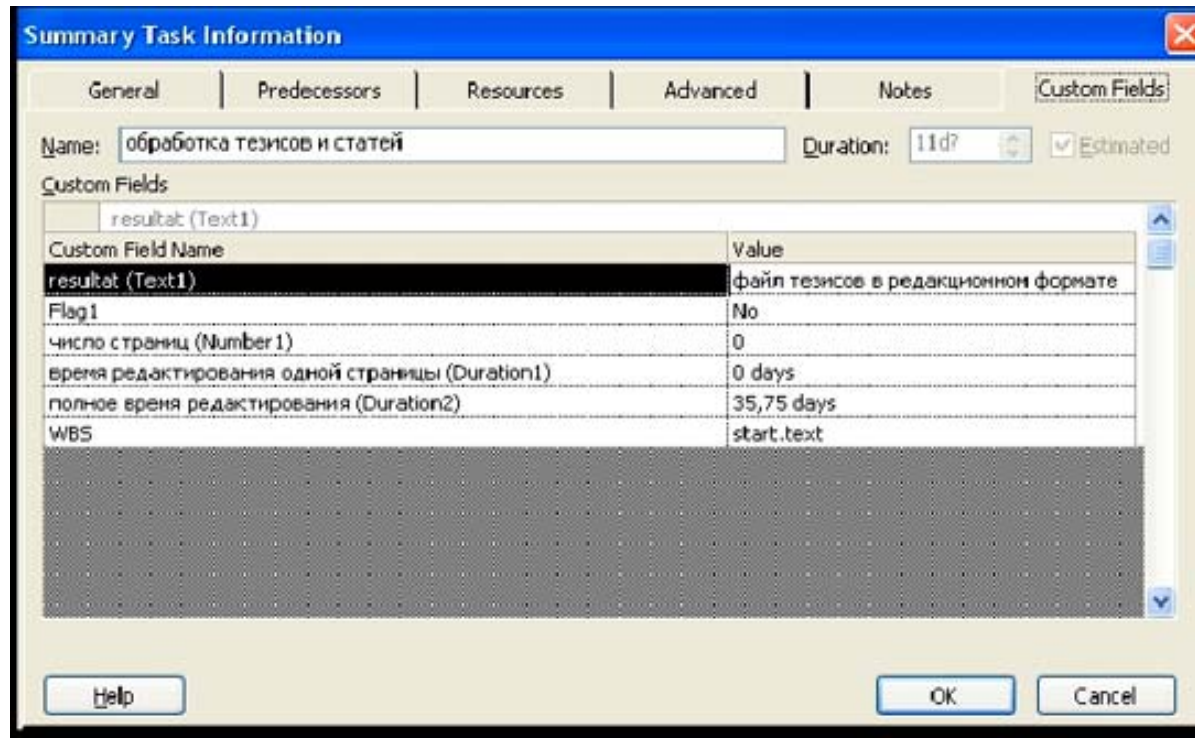 Summary Task Information
General Predecessors Resources Advanced Notes Custom Fields
Name: обработка тезисов и статей Duration: 11d? Estimated
Custom Fields
resultat (Text1)
Custom Field Name Value
resultat (Text1) файл тезисов в редакционном формате
Flag1 No
число страниц (Number1) 0
время редактирования одной страницы (Duration1) 0 days
полное время редактирования (Duration2) 35,75 days
WBS start.text
Help OK Cancel